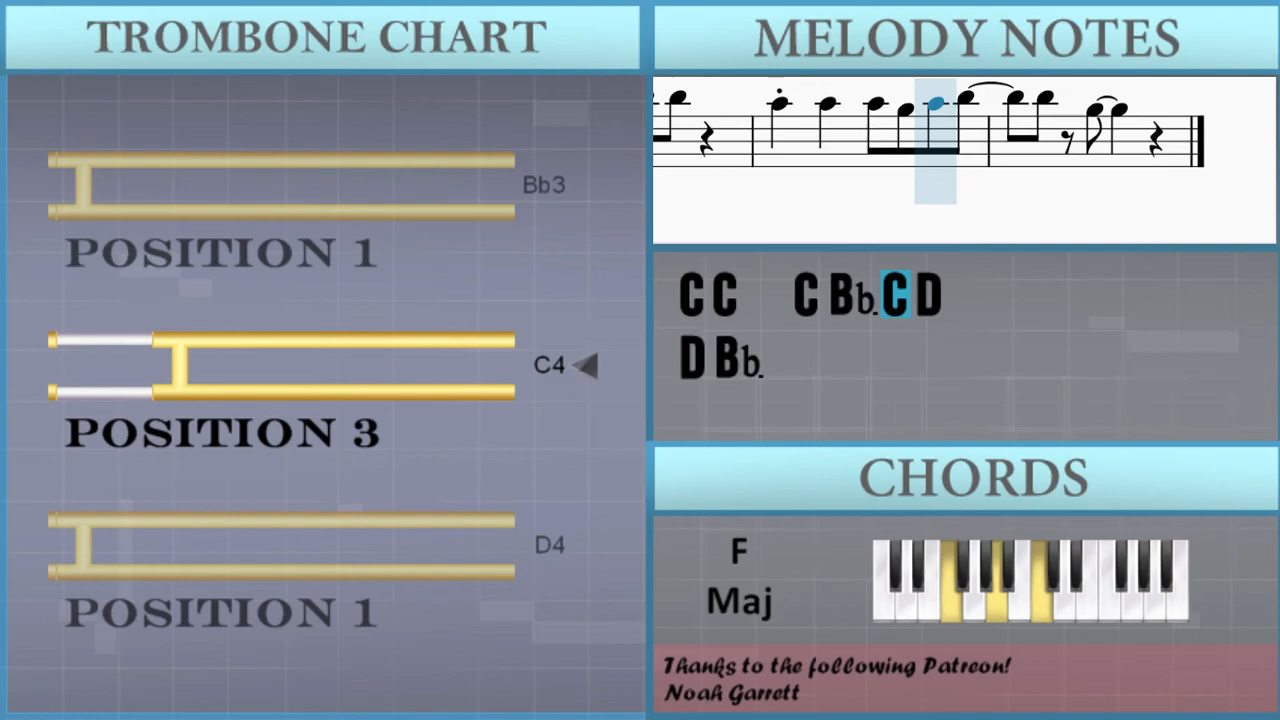 TROMBONE CHART
Bb3
POSITION 1
C4
POSITION 3
D4
POSITION 1
MELODY NOTES
C C C Bb. C D
D Bb.
CHORDS
F
Maj
Thanks to the following Patreon!
Noah Garrett